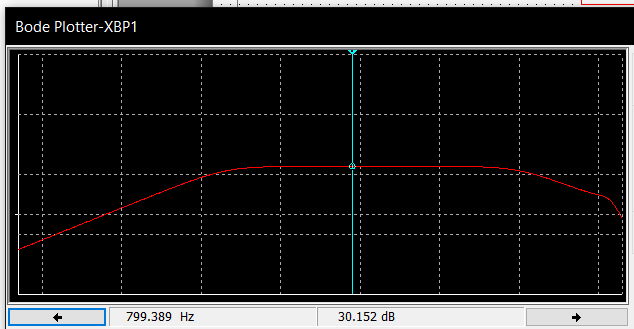 Bode Plotter-XBP1
799.389 Hz
30.152 dB